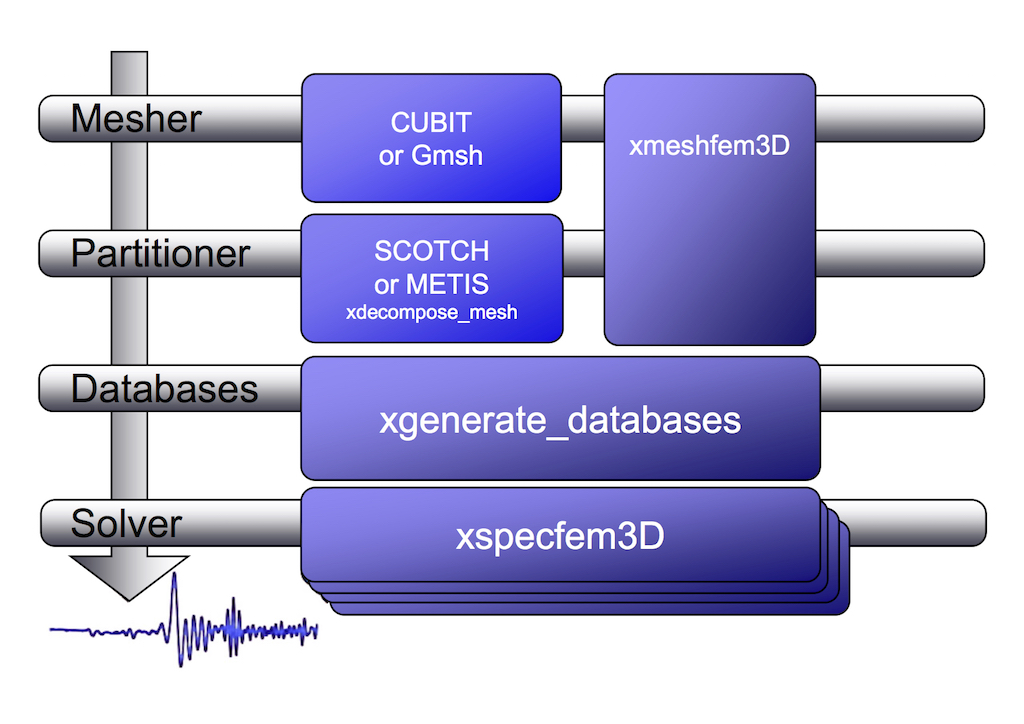 Mesher
CUBIT
or Gmsh
xmeshfem3D
Partitioner
SCOTCH
or METIS
xdecompose_mesh
Databases
xgenerate_databases
Solver
xspecfem3D